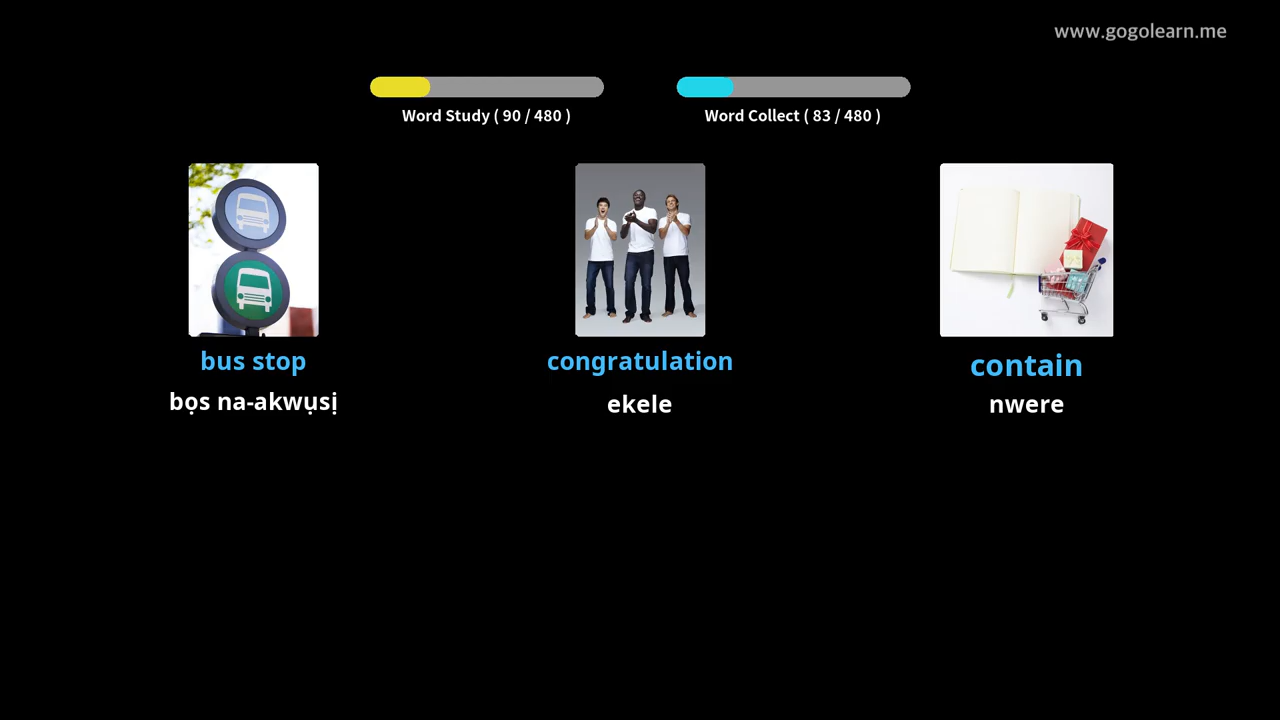 www.gogolearn.me
Word Study ( 90 / 480 )
Word Collect ( 83 / 480 )
bus stop
congratulation
contain
bọs na-akwụsị
ekele
nwere